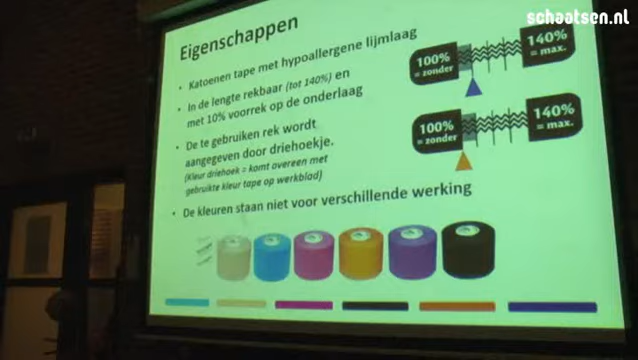 schaatsen.nl
Eigenschappen
• Katoenen tape met hypoallergene lijmlaag
• In de lengte rekbaar (tot 140%) en
met 10% voorrek op de onderlaag
• De te gebruiken rek wordt
aangegeven door driehoekje.
(Kleur driehoek = komt overeen met
gebruikte kleur tape op werkblad)
• De kleuren staan niet voor verschillende werking
100%
= zonder
140%
= max.
100%
= zonder
140%
= max.